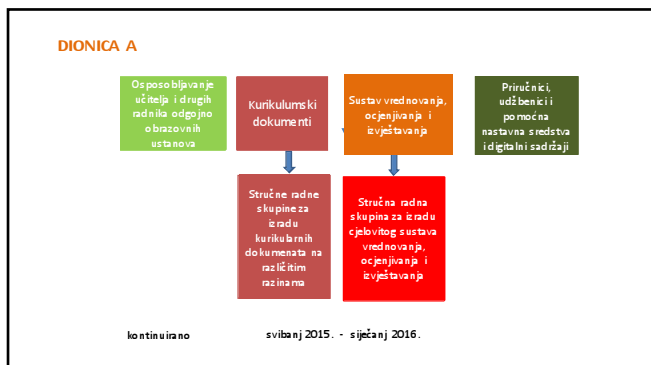 DIONICA A
Osposobljavanje
učitelja i drugih
radnika odgojno
obrazovnih
ustanova
Kurikulumski
dokumenti
Sustav vrednovanja,
ocjenjivanja i
izvještavanja
Priručnici,
udžbenici i
pomoćna
nastavna sredstva
i digitalni sadržaji
Stručne radne
skupine za
izradu
kurikularnih
dokumenata na
različitim
razinama
Stručna radna
skupina za izradu
cjelovitog sustava
vrednovanja,
ocjenjivanja i
izvještavanja
kontinuirano
svibanj 2015. - siječanj 2016.